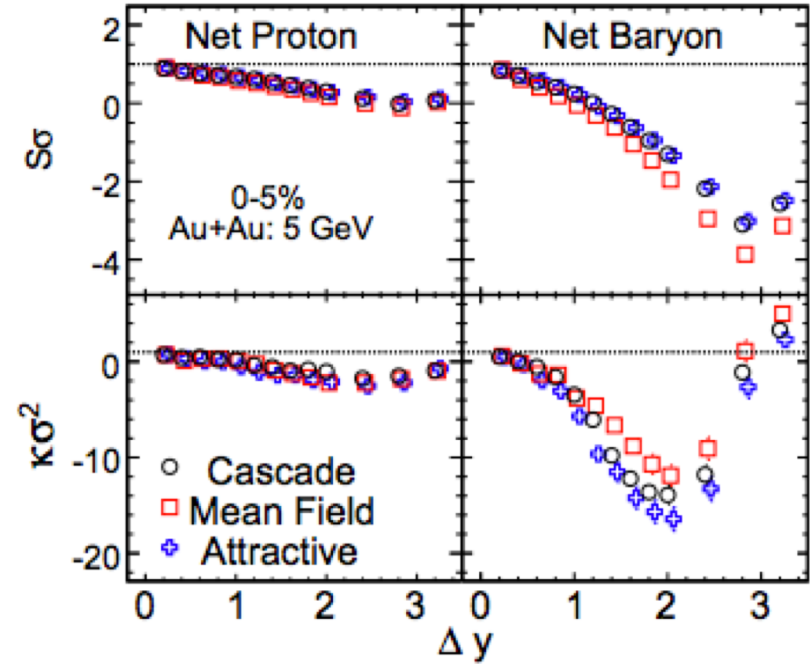 Net Proton
Net Baryon
2
0
-2
-4
Sσ
0-5%
Au+Au: 5 GeV
0
-10
-20
κσ²
Cascade
Mean Field
Attractive
0 1 2 3
0 1 2 3
Δ y